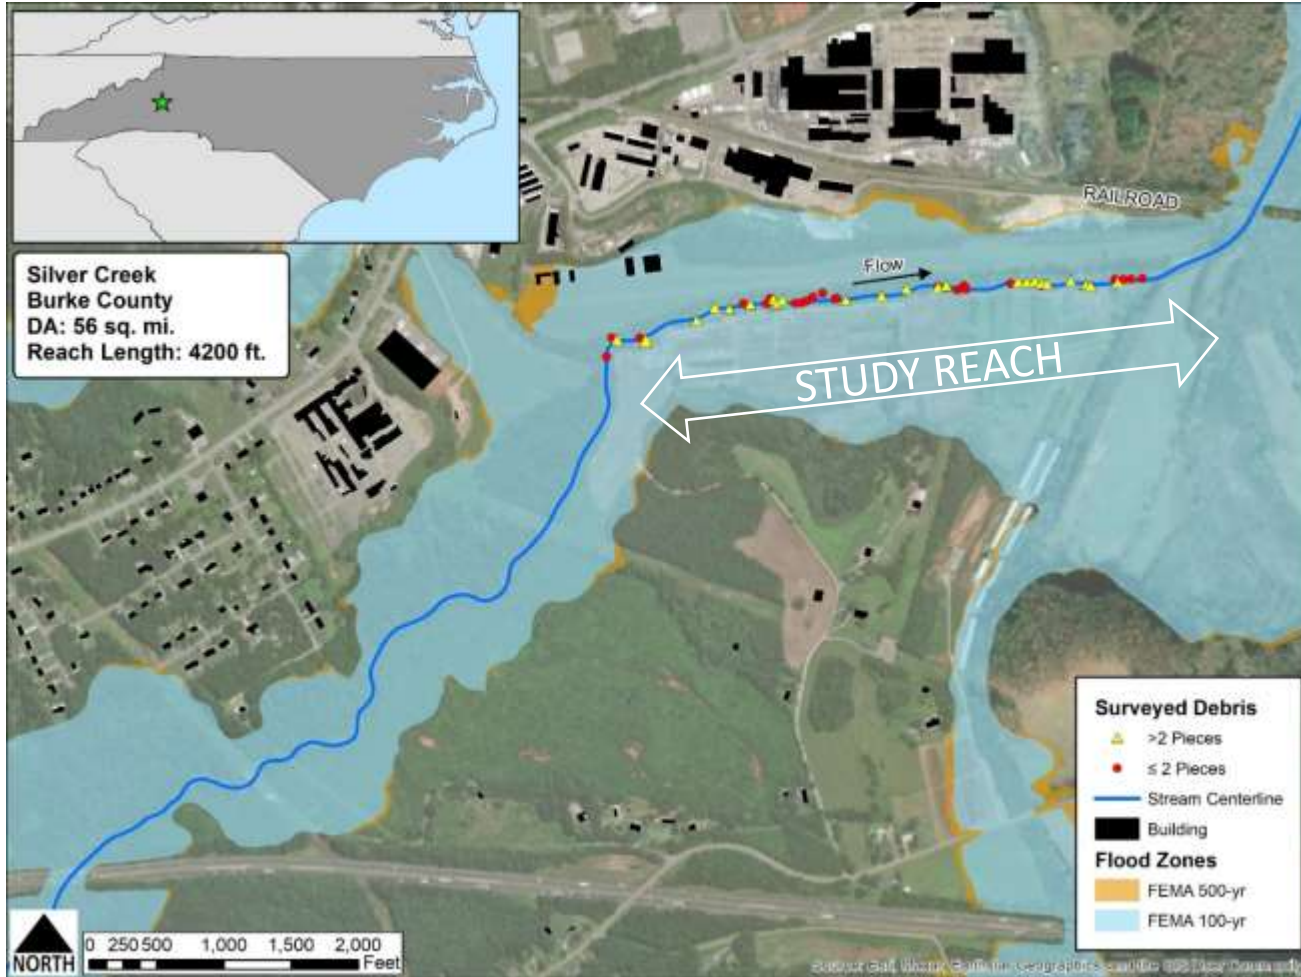 Silver Creek
Burke County
DA: 56 sq. mi.
Reach Length: 4200 ft.
RAILROAD
Flow
STUDY REACH
Surveyed Debris
>2 Pieces
≤ 2 Pieces
Stream Centerline
Building
Flood Zones
FEMA 500-yr
FEMA 100-yr
NORTH
0 250 500 1,000 1,500 2,000
Feet